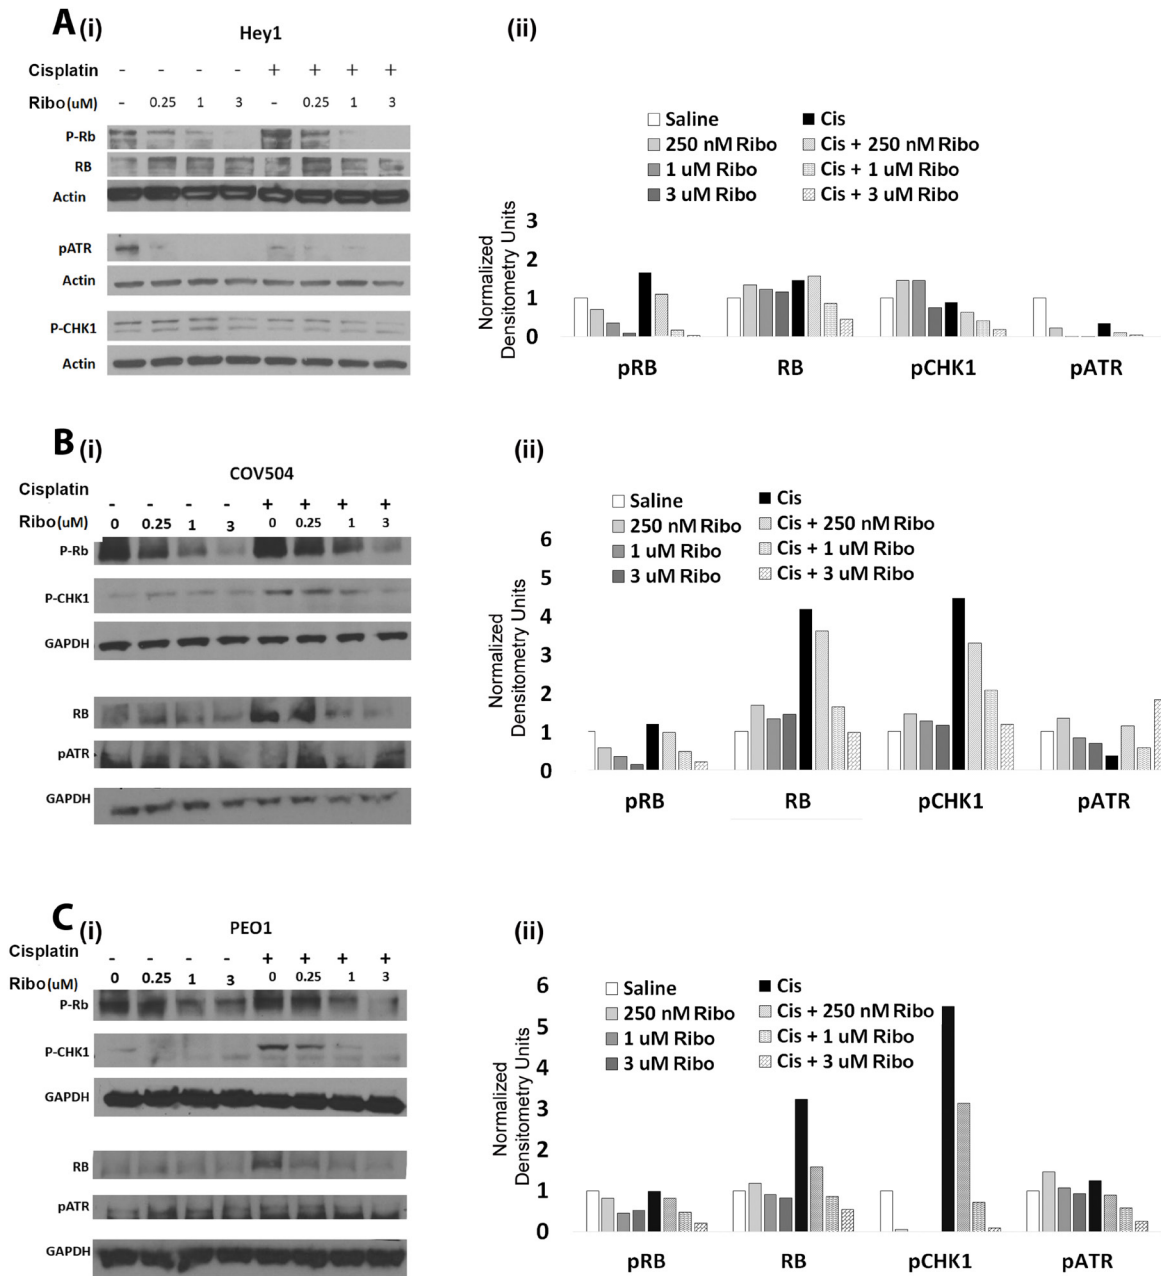 A (i)
Hey1
Cisplatin - - - - + + + +
Ribo(uM) - 0.25 1 3 - 0.25 1 3
P-Rb
RB
Actin
pATR
Actin
P-CHK1
Actin
(ii)
Saline
Cis
250 nM Ribo
Cis + 250 nM Ribo
1 uM Ribo
Cis + 1 uM Ribo
3 uM Ribo
Cis + 3 uM Ribo
Normalized
Densitometry Units
3
2
1
0
pRB RB pCHK1 pATR
B (i)
COV504
Cisplatin - - - - + + + +
Ribo(uM) 0 0.25 1 3 0 0.25 1 3
P-Rb
P-CHK1
GAPDH
RB
pATR
GAPDH
(ii)
Saline
Cis
250 nM Ribo
Cis + 250 nM Ribo
1 uM Ribo
Cis + 1 uM Ribo
3 uM Ribo
Cis + 3 uM Ribo
Normalized
Densitometry Units
6
5
4
3
2
1
0
pRB RB pCHK1 pATR
C (i)
PEO1
Cisplatin - - - - + + + +
Ribo(uM) 0 0.25 1 3 0 0.25 1 3
P-Rb
P-CHK1
GAPDH
RB
pATR
GAPDH
(ii)
Saline
Cis
250 nM Ribo
Cis + 250 nM Ribo
1 uM Ribo
Cis + 1 uM Ribo
3 uM Ribo
Cis + 3 uM Ribo
Normalized
Densitometry Units
6
5
4
3
2
1
0
pRB RB pCHK1 pATR